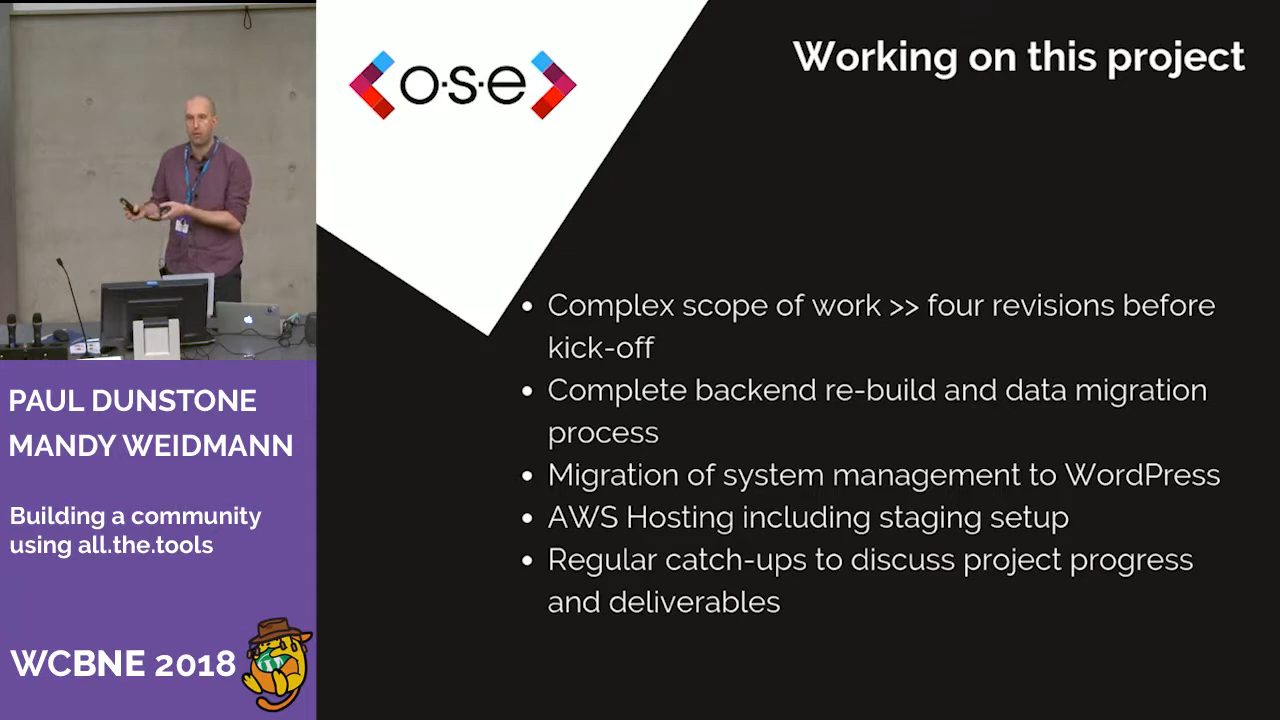 o·s·e
Working on this project
Complex scope of work >> four revisions before
kick-off
Complete backend re-build and data migration
process
Migration of system management to WordPress
AWS Hosting including staging setup
Regular catch-ups to discuss project progress
and deliverables
PAUL DUNSTONE
MANDY WEIDMANN
Building a community
using all.the.tools
WCBNE 2018